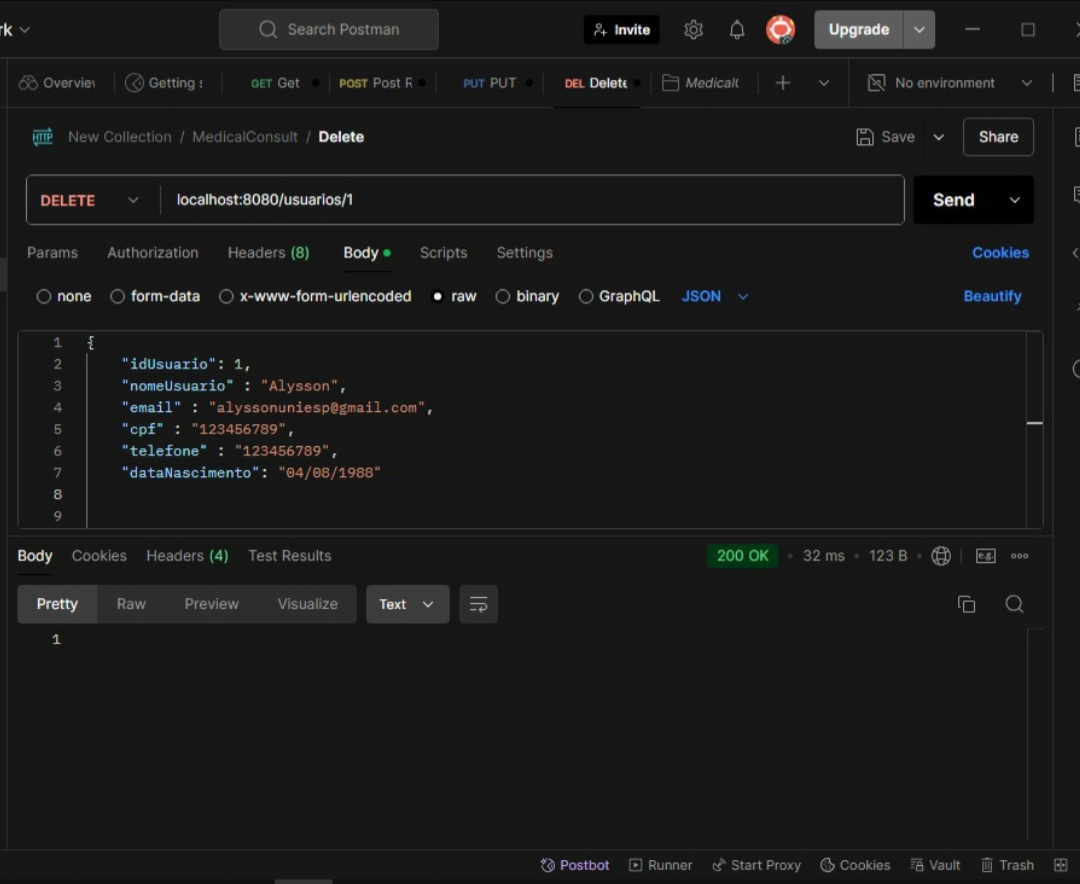 rk Search Postman Invite Upgrade
Overview Getting s GET Get POST Post R PUT PUT DEL Delete Medical No environment
HTTP New Collection / MedicalConsult / Delete Save Share
DELETE localhost:8080/usuarios/1 Send
Params Authorization Headers (8) Body Scripts Settings Cookies
none form-data x-www-form-urlencoded raw binary GraphQL JSON Beautify
1 {
2 "idUsuario": 1,
3 "nomeUsuario" : "Alysson",
4 "email" : "alyssonuniesp@gmail.com",
5 "cpf" : "123456789",
6 "telefone" : "123456789",
7 "dataNascimento": "04/08/1988"
8
9
Body Cookies Headers (4) Test Results 200 OK • 32 ms • 123 B • e.g.
Pretty Raw Preview Visualize Text
1
Postbot Runner Start Proxy Cookies Vault Trash